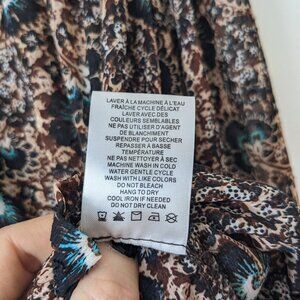 LAVER À LA MACHINE À L'EAU
FRAÎCHE CYCLE DÉLICAT
LAVER AVEC DES
COULEURS SEMBLABLES
NE PAS UTILISER D'AGENT
DE BLANCHIMENT
SUSPENDRE POUR SÉCHER
REPASSER À BASSE
TEMPÉRATURE
NE PAS NETTOYER À SEC
MACHINE WASH IN COLD
WATER GENTLE CYCLE
WASH WITH LIKE COLORS
DO NOT BLEACH
HANG TO DRY
COOL IRON IF NEEDED
DO NOT DRY CLEAN